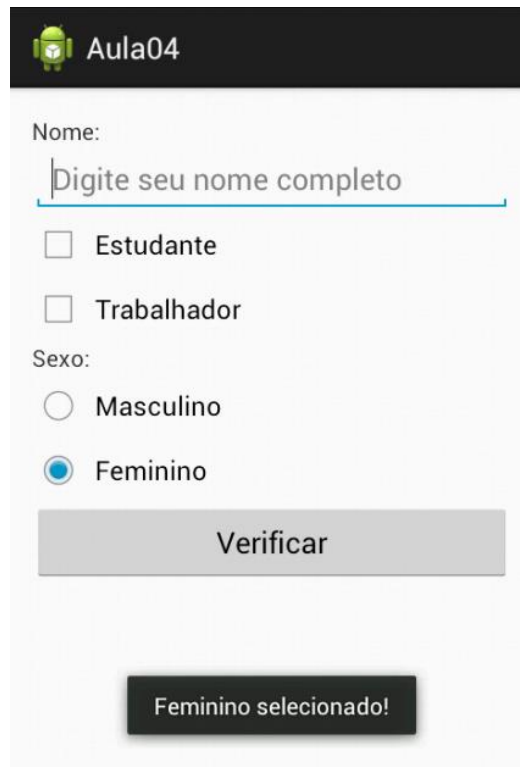 Aula04
Nome:
Digite seu nome completo
Estudante
Trabalhador
Sexo:
Masculino
Feminino
Verificar
Feminino selecionado!